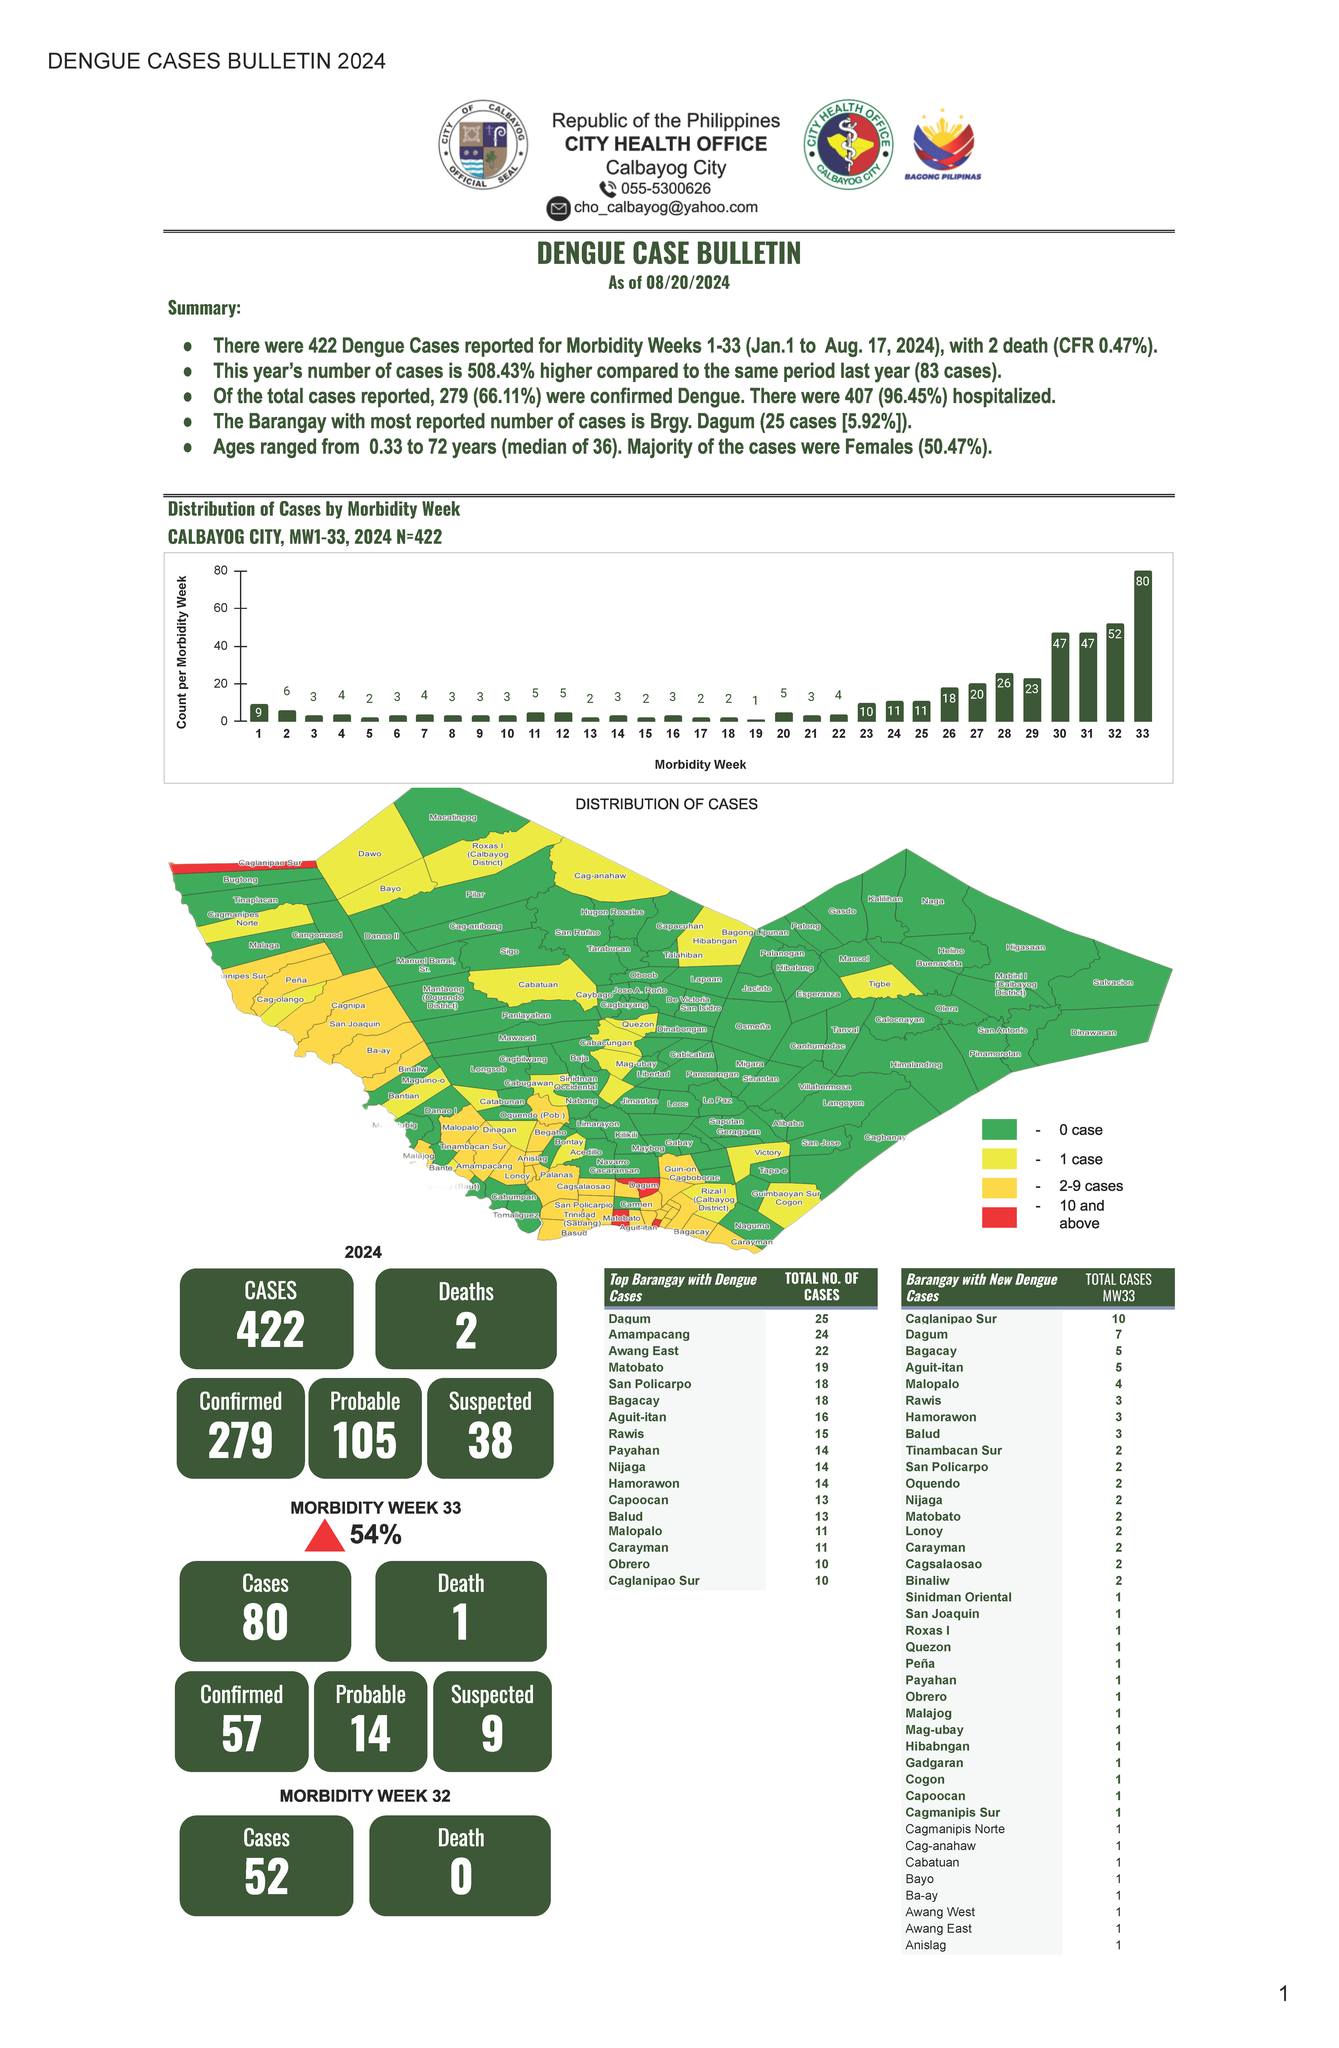 DENGUE CASES BULLETIN 2024
CITY OF CALBAYOG
OFFICIAL SEAL
Republic of the Philippines
CITY HEALTH OFFICE
Calbayog City
055-5300626
cho_calbayog@yahoo.com
CITY HEALTH OFFICE
CALBAYOG CITY
BAGONG PILIPINAS
DENGUE CASE BULLETIN
As of 08/20/2024
Summary:
● There were 422 Dengue Cases reported for Morbidity Weeks 1-33 (Jan.1 to Aug. 17, 2024), with 2 death (CFR 0.47%).
● This year's number of cases is 508.43% higher compared to the same period last year (83 cases).
● Of the total cases reported, 279 (66.11%) were confirmed Dengue. There were 407 (96.45%) hospitalized.
● The Barangay with most reported number of cases is Brgy. Dagum (25 cases [5.92%]).
● Ages ranged from 0.33 to 72 years (median of 36). Majority of the cases were Females (50.47%).
Distribution of Cases by Morbidity Week
CALBAYOG CITY, MW1-33, 2024 N=422
Count per Morbidity Week
80
60
40
20
0
9 6 3 4 2 3 4 3 3 3 5 5 2 3 2 3 2 2 1 5 3 4 10 11 11 18 20 26 23 47 47 52 80
1 2 3 4 5 6 7 8 9 10 11 12 13 14 15 26 17 18 19 20 21 22 23 24 25 26 27 28 29 30 31 32 33
Morbidity Week
DISTRIBUTION OF CASES
Macatingog
Dawo
Roxas I
(Calbayog
District)
Caglanipao Sur
Bugtong
Bayo
Cag-anahaw
Tinaplacan
Pilar
Cagmanipes
Norte
Cangomaod
Danao II
Cag-anibong
Hugon Rosales
San Rufino
Capacuhan
Bagong Lipunan
Hibabngan
Patong
Gasdo
Kalilihan
Naga
Malaga
Sigo
Tarabucan
Talahiban
Palanogan
Hibatang
Mancol
Helino
Buenavista
Higasaan
Manuel Barral,
Sr.
Peña
Cag-olango
Cagnipa
Mantaong
(Oquendo
District)
Cabatuan
Caybago
Oboob
Jose A. Roño
Cagbayang
Lapaan
De Victoria
San Isidro
Jacinto
Esperanza
Tigbe
Mabini I
(Calbayog
District)
Salvacion
San Joaquin
Panlayahan
Quezon
Dinabongan
Osmeña
Tanval
Calocnayan
Olera
San Antonio
Dinawacan
Ba-ay
Mawacat
Cabacungan
Canhumadac
Pinamorotan
Binaliw
Longsob
Cagbilwang
Baja
Mag-ubay
Libertad
Cabicahan
Panonongan
Migara
Sinantan
Himalandrog
Maguino-o
Bantian
Cabugawan
Sinidman
Occidental
Villahermosa
Langoyon
Catabunan
Nabang
Jimautan
Looc
La Paz
Danao I
Oquendo (Pob.)
Malopalo
Dinagan
Begaho
Limarayon
Kilikili
Saputan
Geraga-an
Alibaba
San Jose
Tinambacan Sur
Bontay
Acedillo
Maybog
Gabay
Victory
Malajog
Bante
Amampacang
Anislag
Lonoy
Palanas
Navarro
Cacaransan
Guin-on
Cagboborac
Tapa-e
Cabumpan
Cagsalaosao
Dagum
Rizal I
(Calbayog
District)
Guimbaoyan Sur
Cogon
Tomaliguez
San Policarpio
Trinidad
(Sabang)
Basud
Carmen
Matobato
Aguit-itan
Bagacay
Naguma
Carayman
- 0 case
- 1 case
- 2-9 cases
- 10 and
above
2024
CASES
422
Deaths
2
Confirmed
279
Probable
105
Suspected
38
MORBIDITY WEEK 33
54%
Cases
80
Death
1
Confirmed
57
Probable
14
Suspected
9
MORBIDITY WEEK 32
Cases
52
Death
0
Top Barangay with Dengue Cases TOTAL NO. OF CASES
Dagum 25
Amampacang 24
Awang East 22
Matobato 19
San Policarpo 18
Bagacay 18
Aguit-itan 16
Rawis 15
Payahan 14
Nijaga 14
Hamorawon 14
Capoocan 13
Balud 13
Malopalo 11
Carayman 11
Obrero 10
Caglanipao Sur 10
Barangay with New Dengue Cases TOTAL CASES MW33
Caglanipao Sur 10
Dagum 7
Bagacay 5
Aguit-itan 5
Malopalo 4
Rawis 3
Hamorawon 3
Balud 3
Tinambacan Sur 2
San Policarpo 2
Oquendo 2
Nijaga 2
Matobato 2
Lonoy 2
Carayman 2
Cagsalaosao 2
Binaliw 2
Sinidman Oriental 1
San Joaquin 1
Roxas I 1
Quezon 1
Peña 1
Payahan 1
Obrero 1
Malajog 1
Mag-ubay 1
Hibabngan 1
Gadgaran 1
Cogon 1
Capoocan 1
Cagmanipis Sur 1
Cagmanipis Norte 1
Cag-anahaw 1
Cabatuan 1
Bayo 1
Ba-ay 1
Awang West 1
Awang East 1
Anislag 1
1